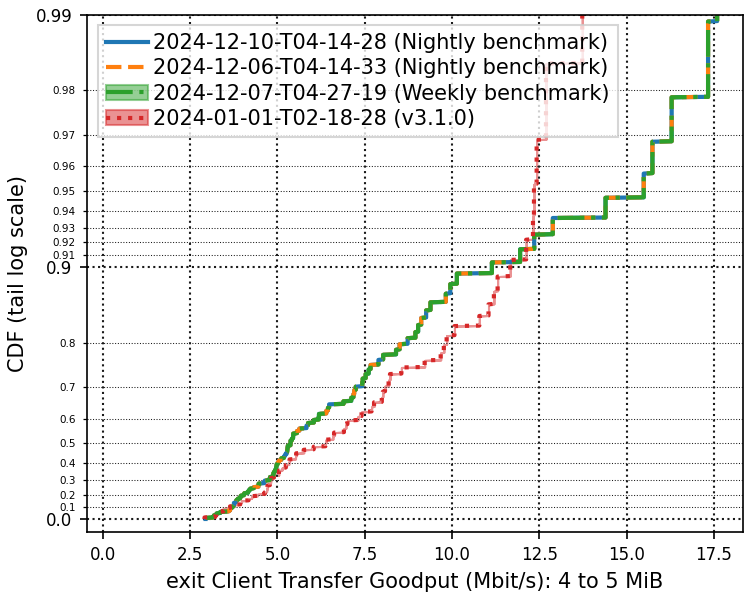 0.99
2024-12-10-T04-14-28 (Nightly benchmark)
2024-12-06-T04-14-33 (Nightly benchmark)
2024-12-07-T04-27-19 (Weekly benchmark)
2024-01-01-T02-18-28 (v3.1.0)
0.98
0.97
0.96
0.95
0.94
0.93
0.92
0.91
0.9
0.8
0.7
0.6
0.5
0.4
0.3
0.2
0.1
0.0
CDF (tail log scale)
0.0 2.5 5.0 7.5 10.0 12.5 15.0 17.5
exit Client Transfer Goodput (Mbit/s): 4 to 5 MiB